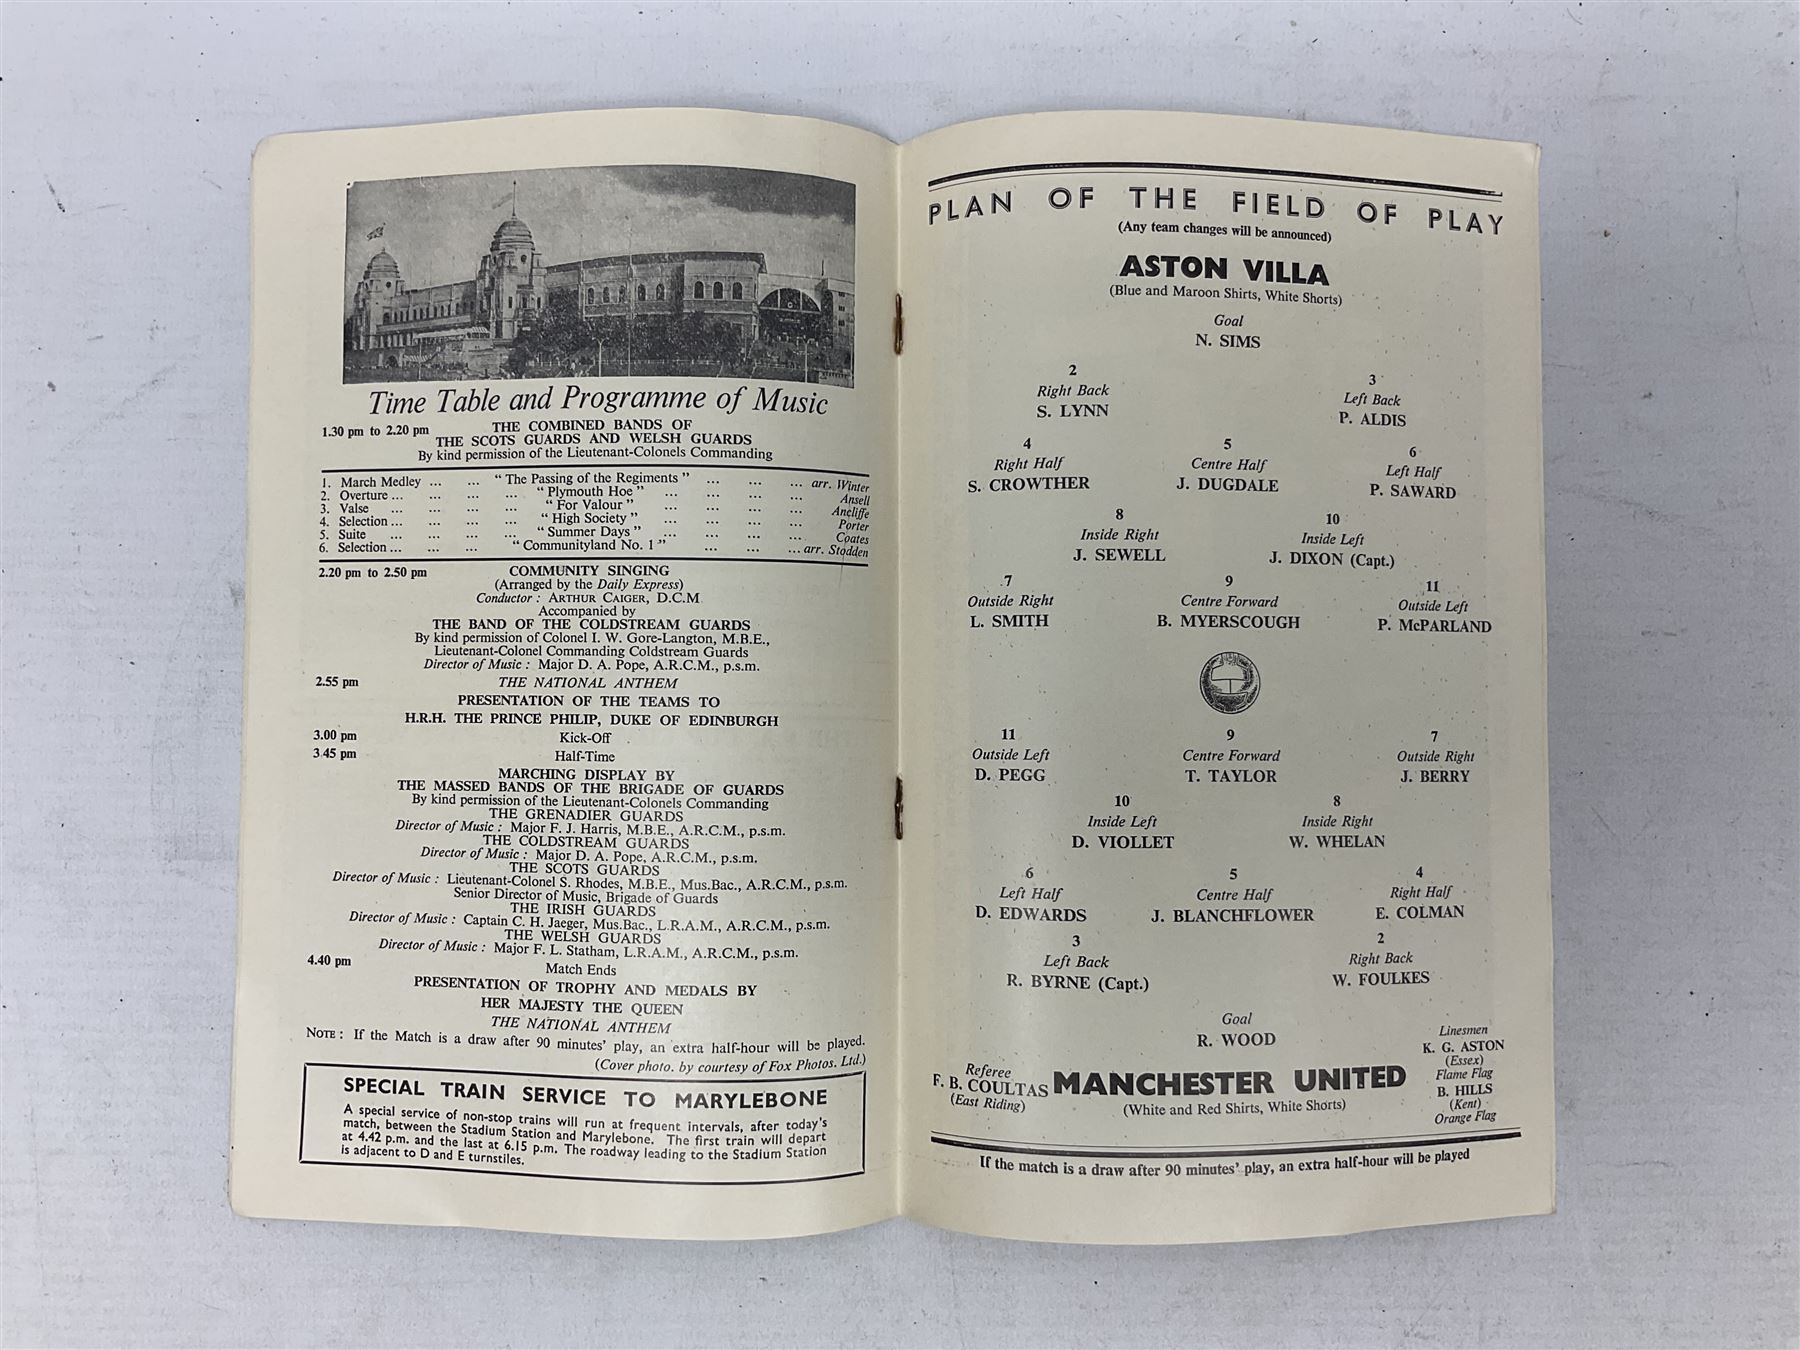 Time Table and Programme of Music
1.30 pm to 2.20 pm THE COMBINED BANDS OF
THE SCOTS GUARDS AND WELSH GUARDS
By kind permission of the Lieutenant-Colonels Commanding
1. March Medley ... ... " The Passing of the Regiments " ... ... ... arr. Winter
2. Overture ... ... ... ... " Plymouth Hoe " ... ... ... ... Ansell
3. Valse ... ... ... ... " For Valour " ... ... ... ... Ancliffe
4. Selection ... ... ... ... " High Society " ... ... ... ... Porter
5. Suite ... ... ... ... " Summer Days " ... ... ... ... Coates
6. Selection ... ... ... " Communityland No. 1 " ... ... ... arr. Stodden
2.20 pm to 2.50 pm COMMUNITY SINGING
(Arranged by the Daily Express)
Conductor : ARTHUR CAIGER, D.C.M
Accompanied by
THE BAND OF THE COLDSTREAM GUARDS
By kind permission of Colonel I. W. Gore-Langton, M.B.E.,
Lieutenant-Colonel Commanding Coldstream Guards
Director of Music : Major D. A. Pope, A.R.C.M., p.s.m.
2.55 pm THE NATIONAL ANTHEM
PRESENTATION OF THE TEAMS TO
H.R.H. THE PRINCE PHILIP, DUKE OF EDINBURGH
3.00 pm Kick-Off
3 45 pm Half-Time
MARCHING DISPLAY BY
THE MASSED BANDS OF THE BRIGADE OF GUARDS
By kind permission of the Lieutenant-Colonels Commanding
THE GRENADIER GUARDS
Director of Music : Major F. J. Harris, M.B.E., A.R.C.M., p.s.m.
THE COLDSTREAM GUARDS
Director of Music : Major D. A. Pope, A.R.C.M., p.s.m.
THE SCOTS GUARDS
Director of Music : Lieutenant-Colonel S. Rhodes, M.B.E., Mus.Bac., A.R.C.M., p.s.m.
Senior Director of Music, Brigade of Guards
THE IRISH GUARDS
Director of Music : Captain C. H. Jaeger, Mus.Bac., L.R.A.M., A.R.C.M., p.s.m.
THE WELSH GUARDS
Director of Music : Major F. L. Statham, L.R.A.M., A.R.C.M., p.s.m.
4.40 pm Match Ends
PRESENTATION OF TROPHY AND MEDALS BY
HER MAJESTY THE QUEEN
THE NATIONAL ANTHEM
NOTE : If the Match is a draw after 90 minutes' play, an extra half-hour will be played.
(Cover photo. by courtesy of Fox Photos. Ltd.)
SPECIAL TRAIN SERVICE TO MARYLEBONE
A special service of non-stop trains will run at frequent intervals, after today's
match, between the Stadium Station and Marylebone. The first train will depart
at 4.42 p.m. and the last at 6.15 p.m. The roadway leading to the Stadium Station
is adjacent to D and E turnstiles.
PLAN OF THE FIELD OF PLAY
(Any team changes will be announced)
ASTON VILLA
(Blue and Maroon Shirts, White Shorts)
Goal
N. SIMS
2 3
Right Back Left Back
S. LYNN P. ALDIS
4 5 6
Right Half Centre Half Left Half
S. CROWTHER J. DUGDALE P. SAWARD
8 10
Inside Right Inside Left
J. SEWELL J. DIXON (Capt.)
7 9 11
Outside Right Centre Forward Outside Left
L. SMITH B. MYERSCOUGH P. McPARLAND
11 9 7
Outside Left Centre Forward Outside Right
D. PEGG T. TAYLOR J. BERRY
10 8
Inside Left Inside Right
D. VIOLLET W. WHELAN
6 5 4
Left Half Centre Half Right Half
D. EDWARDS J. BLANCHFLOWER E. COLMAN
3 2
Left Back Right Back
R. BYRNE (Capt.) W. FOULKES
Goal
R. WOOD
Linesmen
K. G. ASTON
(Essex)
Flame Flag
B. HILLS
(Kent)
Orange Flag
Referee
F. B. COULTAS
(East Riding)
MANCHESTER UNITED
(White and Red Shirts, White Shorts)
If the match is a draw after 90 minutes' play, an extra half-hour will be played